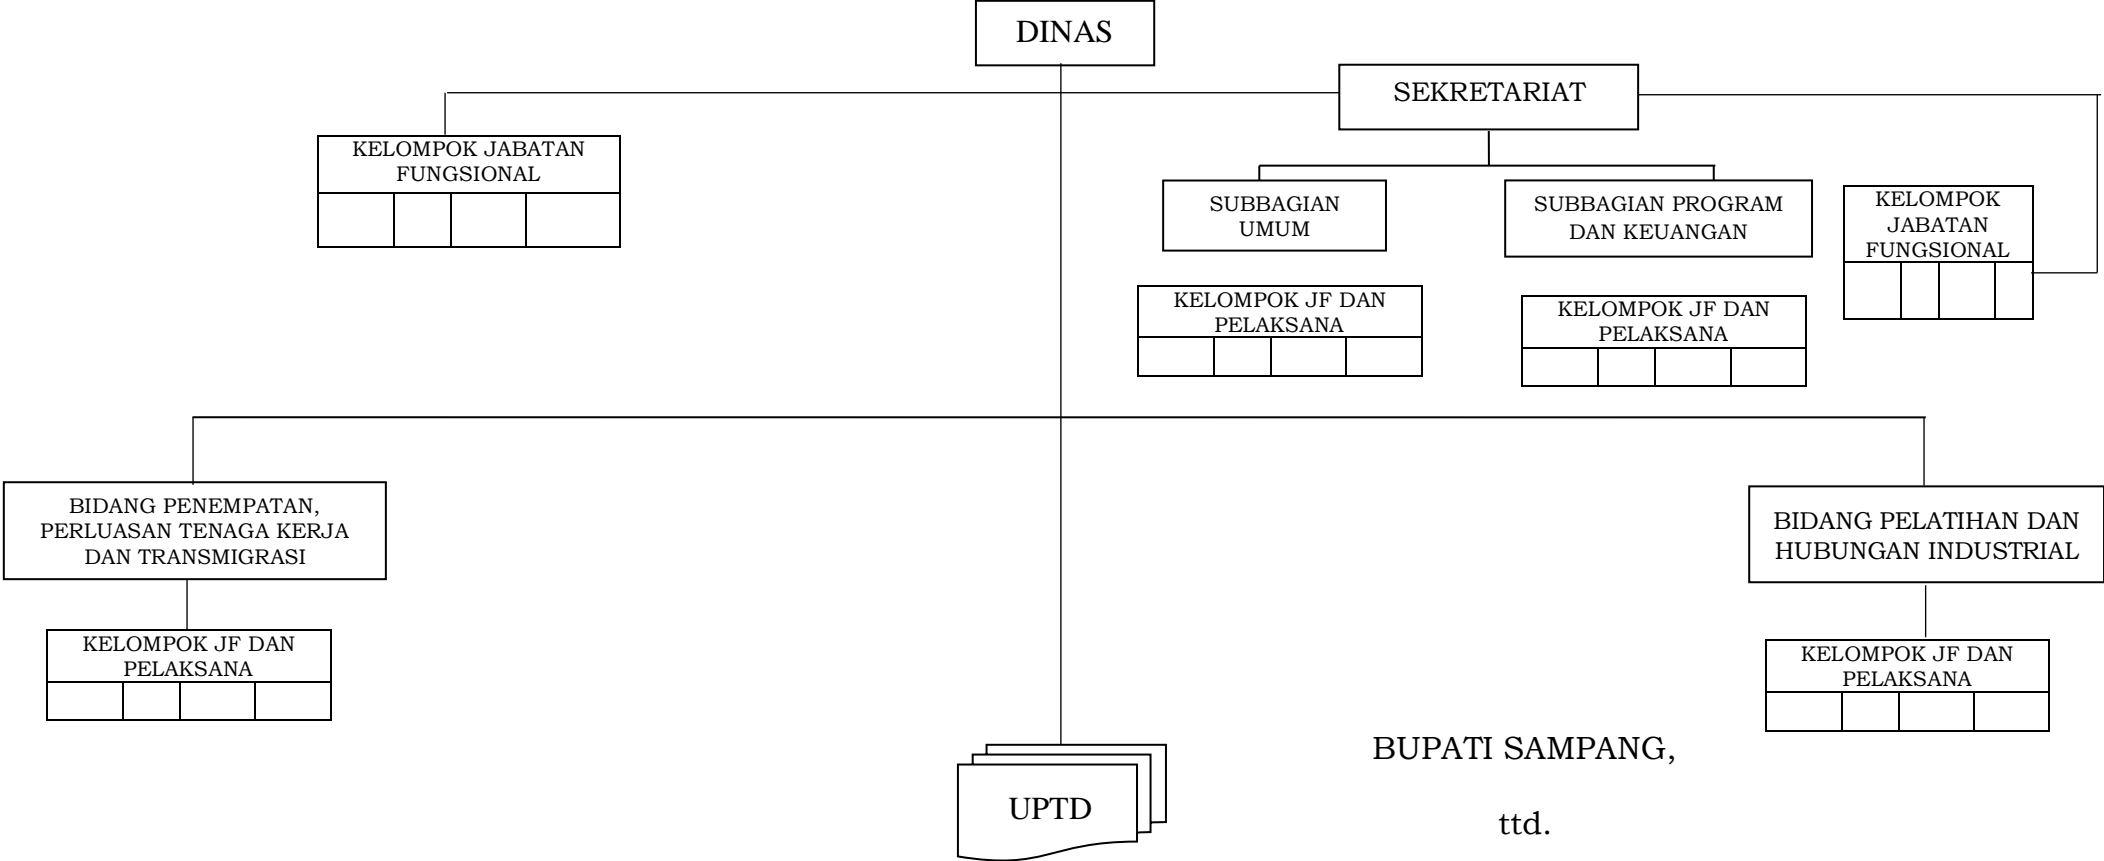 DINAS
SEKRETARIAT
KELOMPOK JABATAN
FUNGSIONAL
SUBBAGIAN
UMUM
SUBBAGIAN PROGRAM
DAN KEUANGAN
KELOMPOK
JABATAN
FUNGSIONAL
KELOMPOK JF DAN
PELAKSANA
KELOMPOK JF DAN
PELAKSANA
BIDANG PENEMPATAN,
PERLUASAN TENAGA KERJA
DAN TRANSMIGRASI
BIDANG PELATIHAN DAN
HUBUNGAN INDUSTRIAL
KELOMPOK JF DAN
PELAKSANA
KELOMPOK JF DAN
PELAKSANA
UPTD
BUPATI SAMPANG,
ttd.